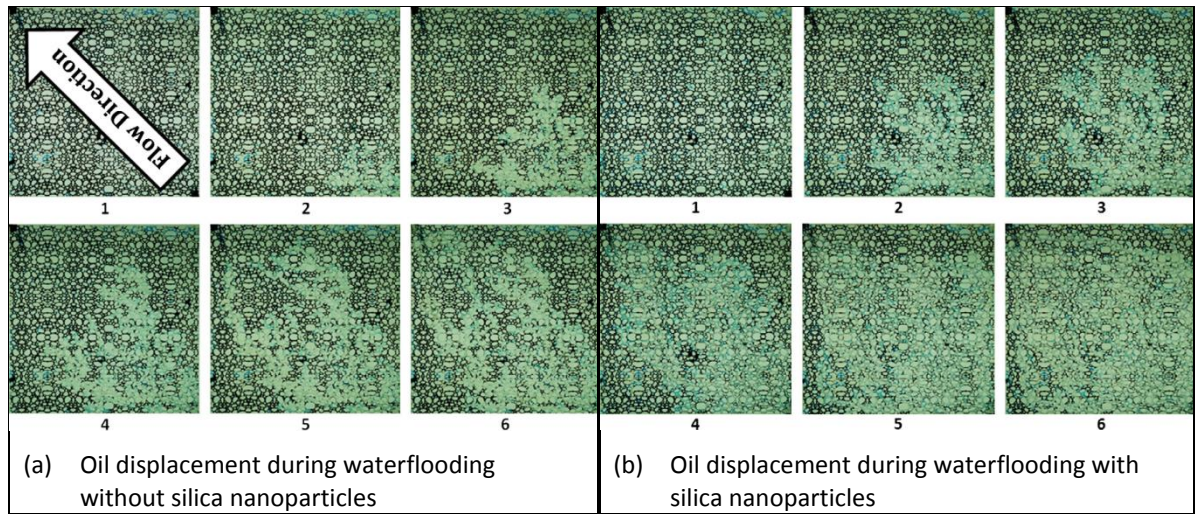 Flow Direction
1
2
3
1
2
3
4
5
6
4
5
6
(a) Oil displacement during waterflooding
without silica nanoparticles
(b) Oil displacement during waterflooding with
silica nanoparticles